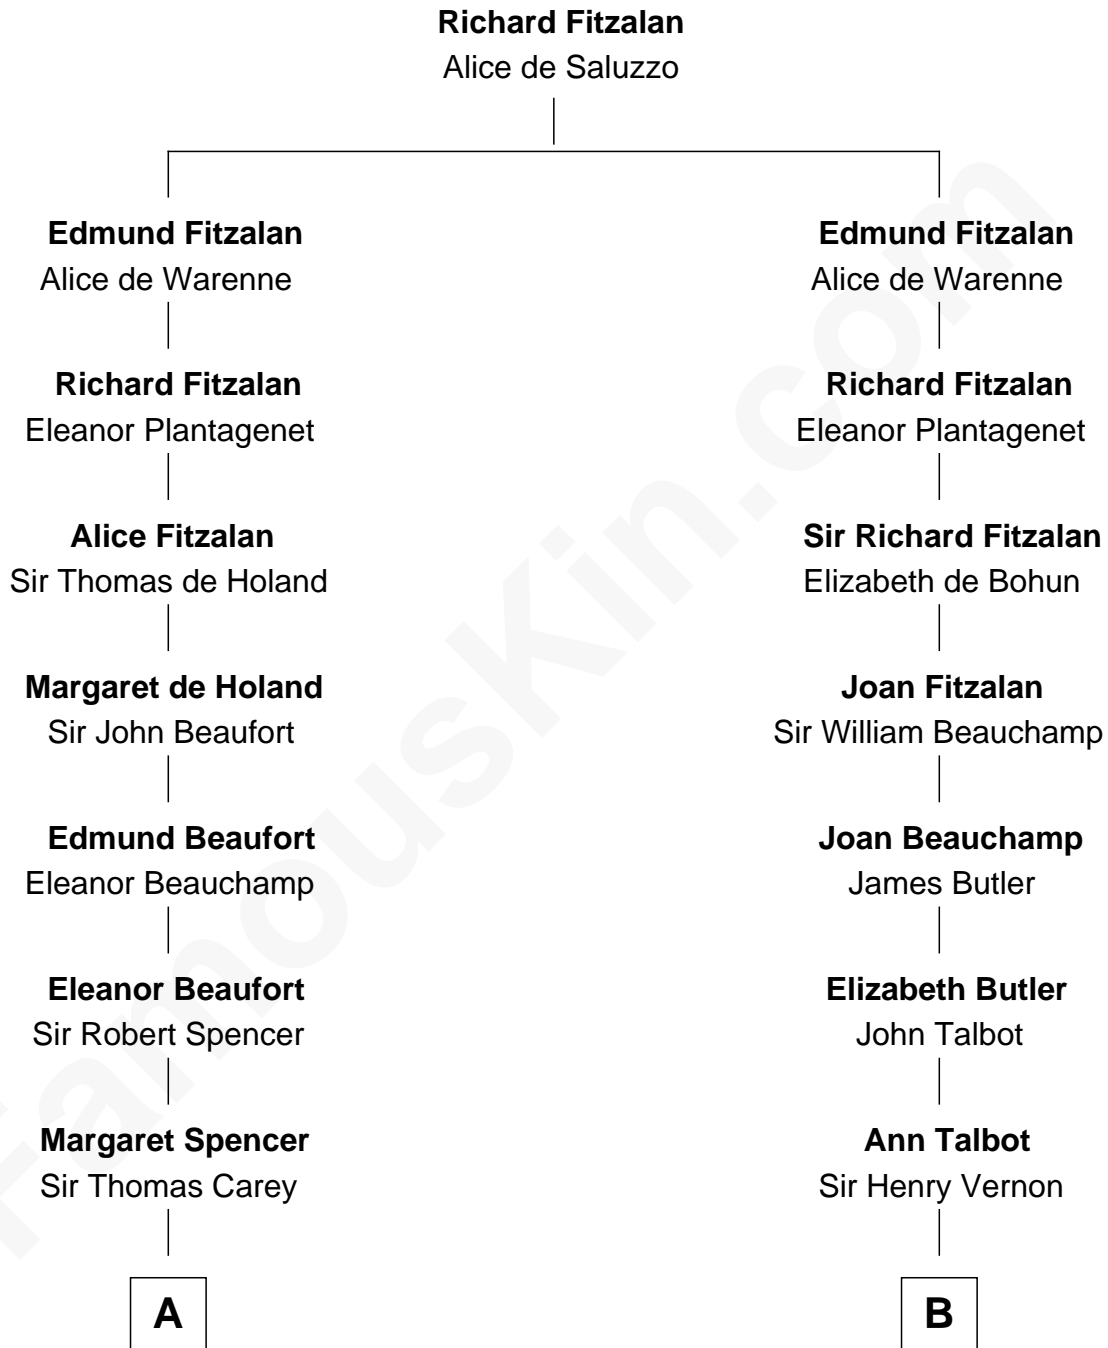 Richard Fitzalan
Alice de Saluzzo
Edmund Fitzalan
Alice de Warenne
Edmund Fitzalan
Alice de Warenne
Richard Fitzalan
Eleanor Plantagenet
Richard Fitzalan
Eleanor Plantagenet
Alice Fitzalan
Sir Thomas de Holand
Sir Richard Fitzalan
Elizabeth de Bohun
Margaret de Holand
Sir John Beaufort
Joan Fitzalan
Sir William Beauchamp
Edmund Beaufort
Eleanor Beauchamp
Joan Beauchamp
James Butler
Eleanor Beaufort
Sir Robert Spencer
Elizabeth Butler
John Talbot
Margaret Spencer
Sir Thomas Carey
Ann Talbot
Sir Henry Vernon
A
B
FamousKin.com